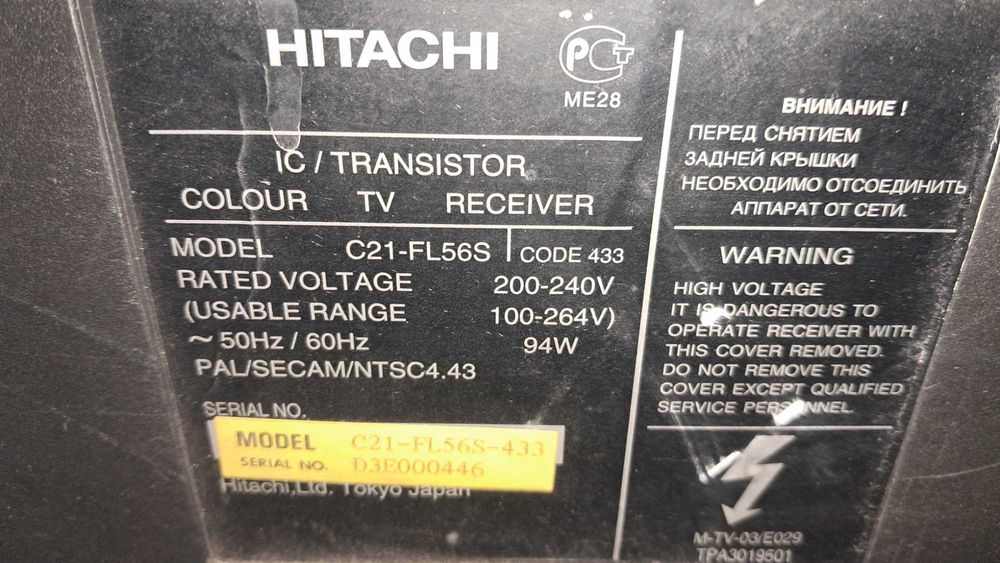 HITACHI
РСТ
ME28
IC / TRANSISTOR
COLOUR TV RECEIVER
MODEL C21-FL56S CODE 433
RATED VOLTAGE 200-240V
(USABLE RANGE 100-264V)
~ 50Hz / 60Hz 94W
PAL/SECAM/NTSC4.43
SERIAL NO.
MODEL C21-FL56S-433
SERIAL NO. D3E000446
Hitachi,Ltd. Tokyo Japan
ВНИМАНИЕ !
ПЕРЕД СНЯТИЕМ
ЗАДНЕЙ КРЫШКИ
НЕОБХОДИМО ОТСОЕДИНИТЬ
АППАРАТ ОТ СЕТИ.
WARNING
HIGH VOLTAGE
IT IS DANGEROUS TO
OPERATE RECEIVER WITH
THIS COVER REMOVED.
DO NOT REMOVE THIS
COVER EXCEPT QUALIFIED
SERVICE PERSONNEL.
M-TV-03/E029
TPA3019501